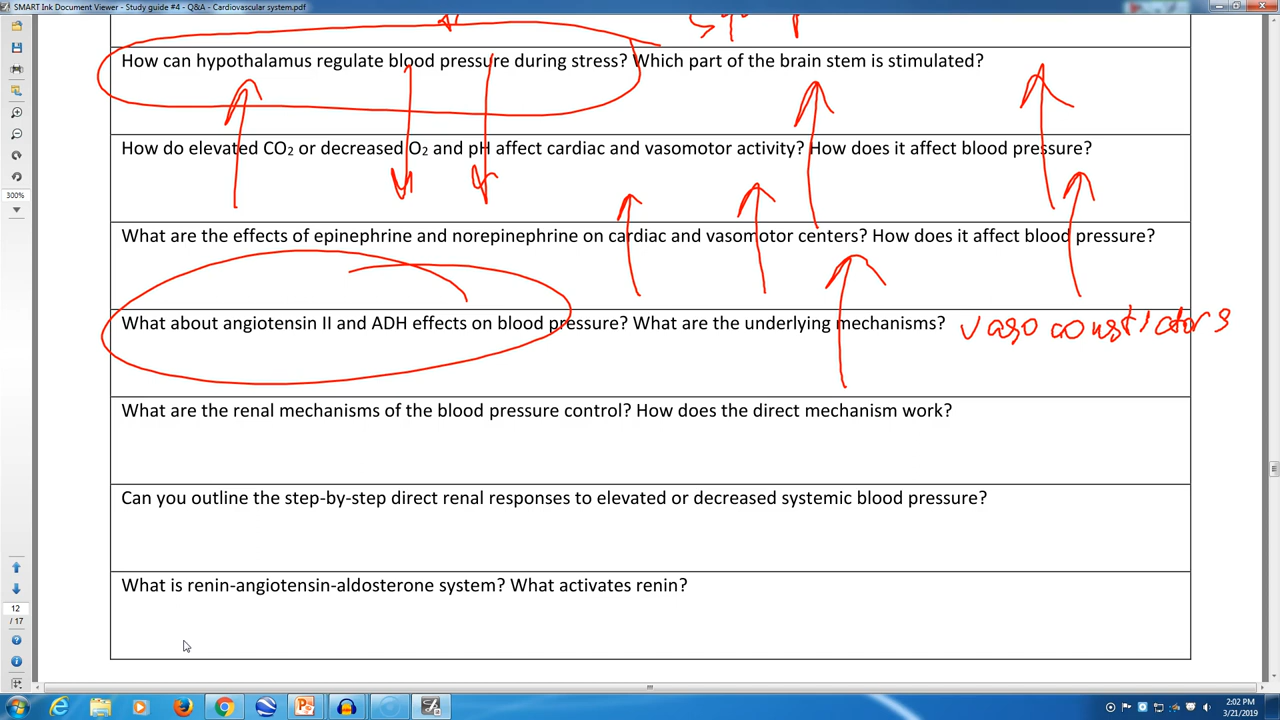 SMART Ink Document Viewer - Study guide #4 - Q&A - Cardiovascular system.pdf
How can hypothalamus regulate blood pressure during stress? Which part of the brain stem is stimulated?
How do elevated CO₂ or decreased O₂ and pH affect cardiac and vasomotor activity? How does it affect blood pressure?
300%
What are the effects of epinephrine and norepinephrine on cardiac and vasomotor centers? How does it affect blood pressure?
What about angiotensin II and ADH effects on blood pressure? What are the underlying mechanisms? vasoconstictors
What are the renal mechanisms of the blood pressure control? How does the direct mechanism work?
Can you outline the step-by-step direct renal responses to elevated or decreased systemic blood pressure?
What is renin-angiotensin-aldosterone system? What activates renin?
12
/ 17
2:02 PM
3/21/2019